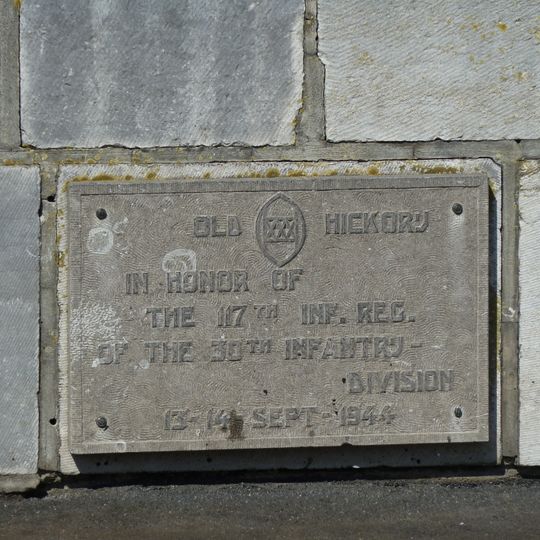 OLD XXX HICKORY
IN HONOR OF
THE 117TH INF. REG.
OF THE 30TH INFANTRY-
DIVISION
13-14-SEPT-1944